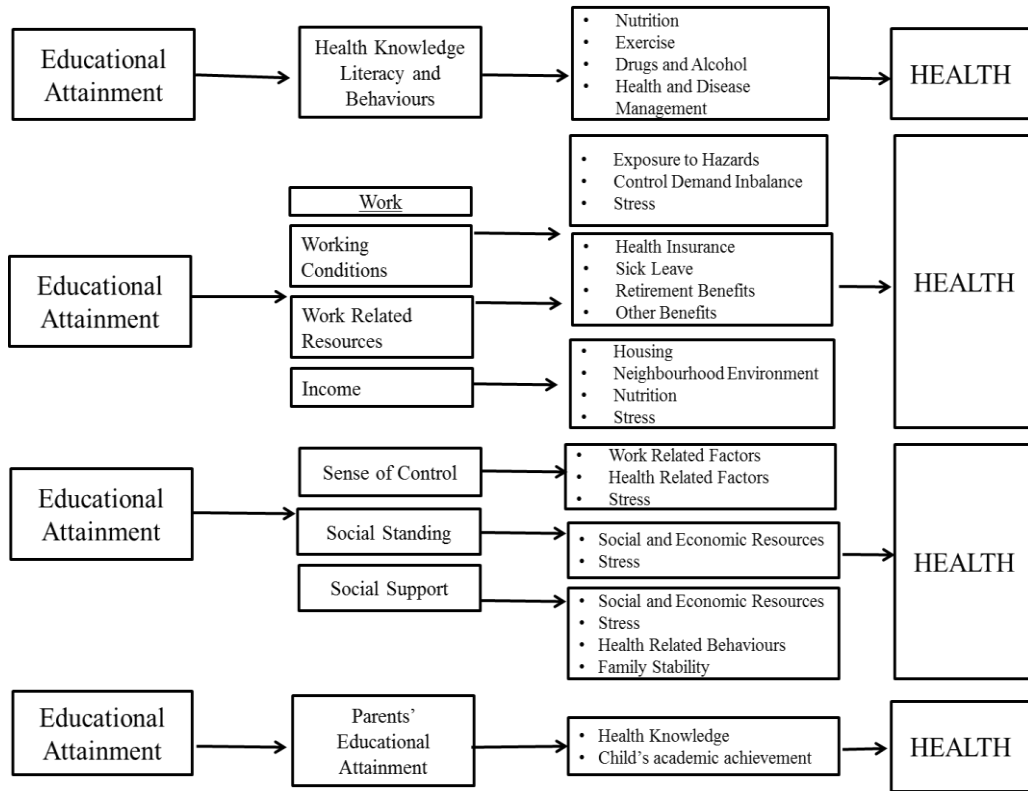 Educational
Attainment
Health Knowledge
Literacy and
Behaviours
• Nutrition
• Exercise
• Drugs and Alcohol
• Health and Disease
Management
HEALTH
Educational
Attainment
Work
Working
Conditions
Work Related
Resources
Income
• Exposure to Hazards
• Control Demand Inbalance
• Stress
• Health Insurance
• Sick Leave
• Retirement Benefits
• Other Benefits
• Housing
• Neighbourhood Environment
• Nutrition
• Stress
HEALTH
Educational
Attainment
Sense of Control
Social Standing
Social Support
• Work Related Factors
• Health Related Factors
• Stress
• Social and Economic Resources
• Stress
• Social and Economic Resources
• Stress
• Health Related Behaviours
• Family Stability
HEALTH
Educational
Attainment
Parents’
Educational
Attainment
• Health Knowledge
• Child’s academic achievement
HEALTH